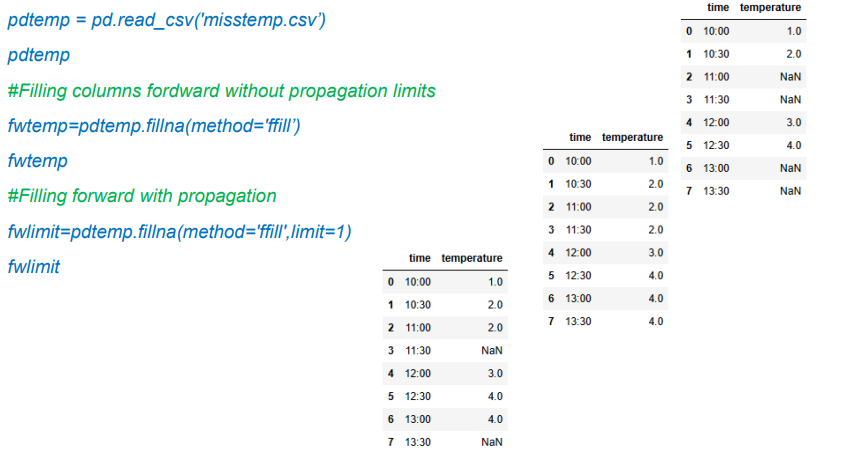 pdtemp = pd.read_csv('misstemp.csv’)
pdtemp
#Filling columns fordward without propagation limits
fwtemp=pdtemp.fillna(method='ffill’)
fwtemp
#Filling forward with propagation
fwlimit=pdtemp.fillna(method='ffill',limit=1)
fwlimit
time temperature
0 10:00 1.0
1 10:30 2.0
2 11:00 2.0
3 11:30 NaN
4 12:00 3.0
5 12:30 4.0
6 13:00 4.0
7 13:30 NaN
time temperature
0 10:00 1.0
1 10:30 2.0
2 11:00 2.0
3 11:30 2.0
4 12:00 3.0
5 12:30 4.0
6 13:00 4.0
7 13:30 4.0
time temperature
0 10:00 1.0
1 10:30 2.0
2 11:00 NaN
3 11:30 NaN
4 12:00 3.0
5 12:30 4.0
6 13:00 NaN
7 13:30 NaN